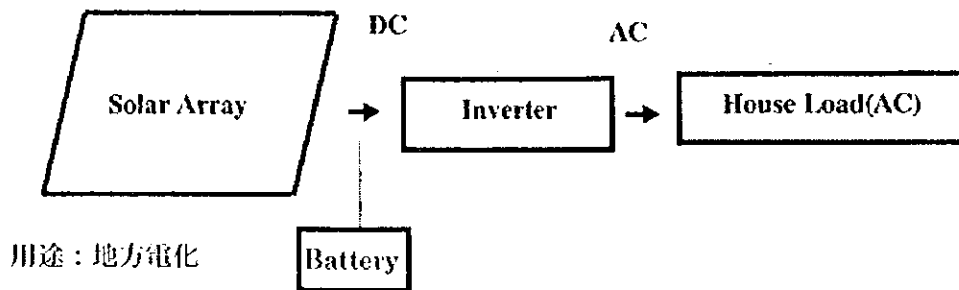 DC
AC
Solar Array
Inverter
House Load(AC)
用途：地方電化
Battery